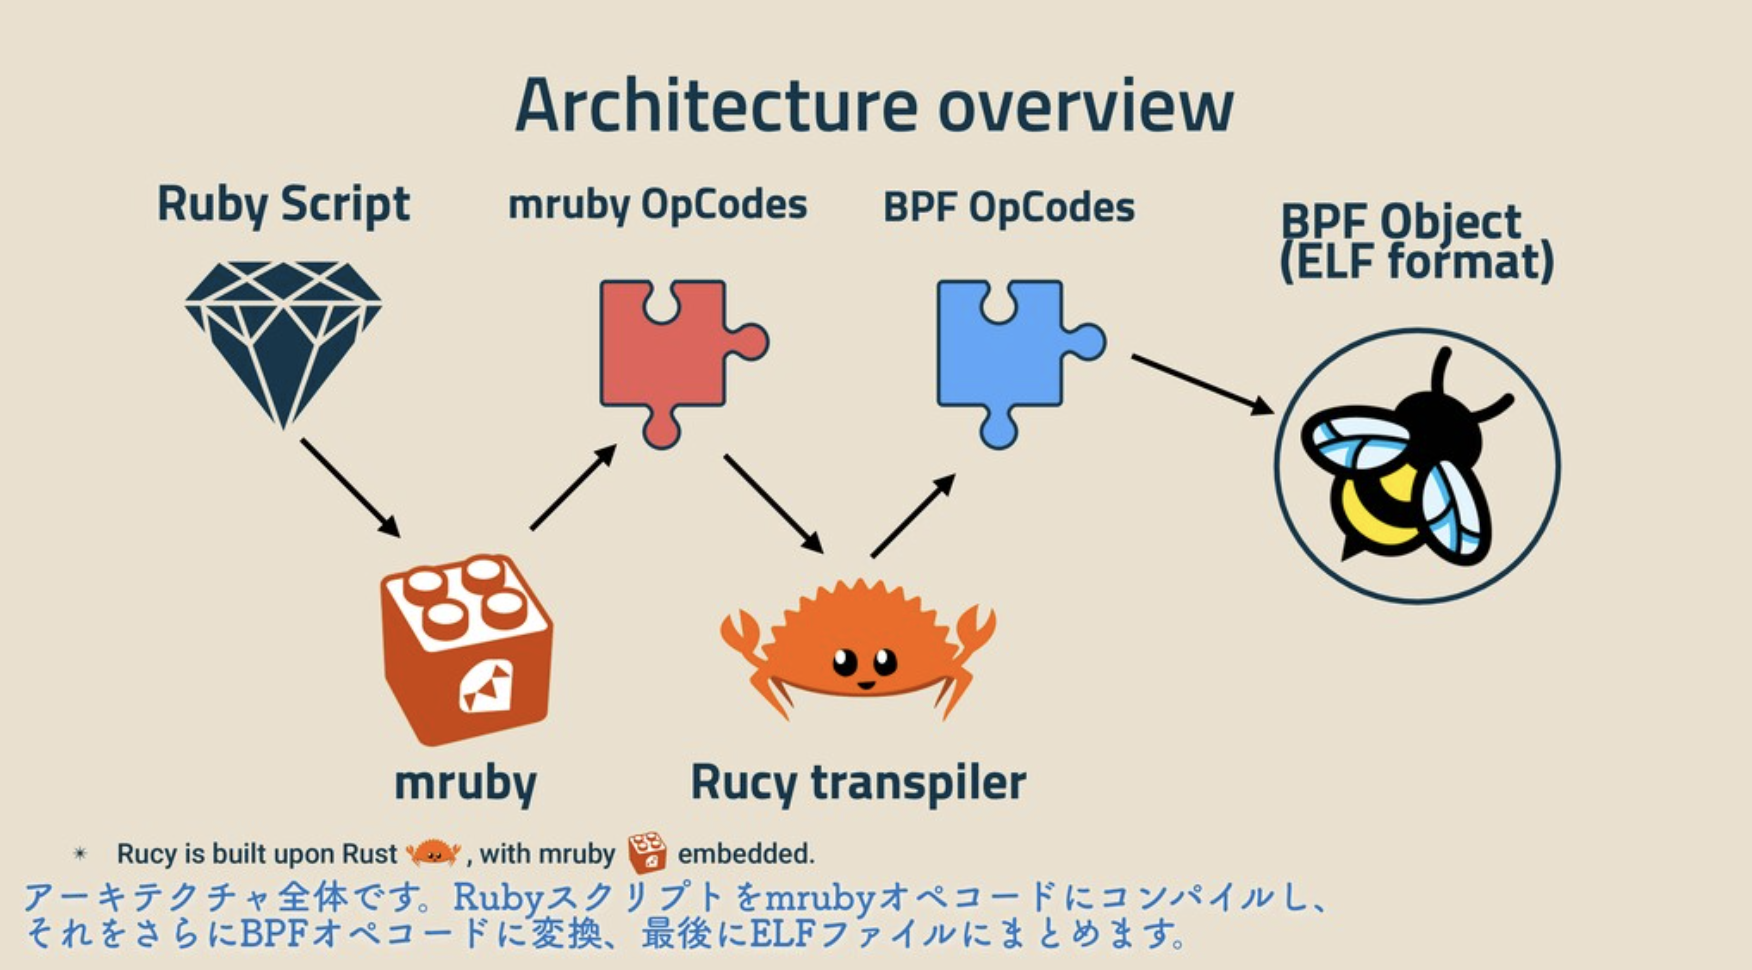 Architecture overview
Ruby Script
mruby OpCodes
BPF OpCodes
BPF Object
(ELF format)
mruby
Rucy transpiler
* Rucy is built upon Rust , with mruby embedded.
アーキテクチャ全体です。Rubyスクリプトをmrubyオペコードにコンパイルし、
それをさらにBPFオペコードに変換、最後にELFファイルにまとめます。